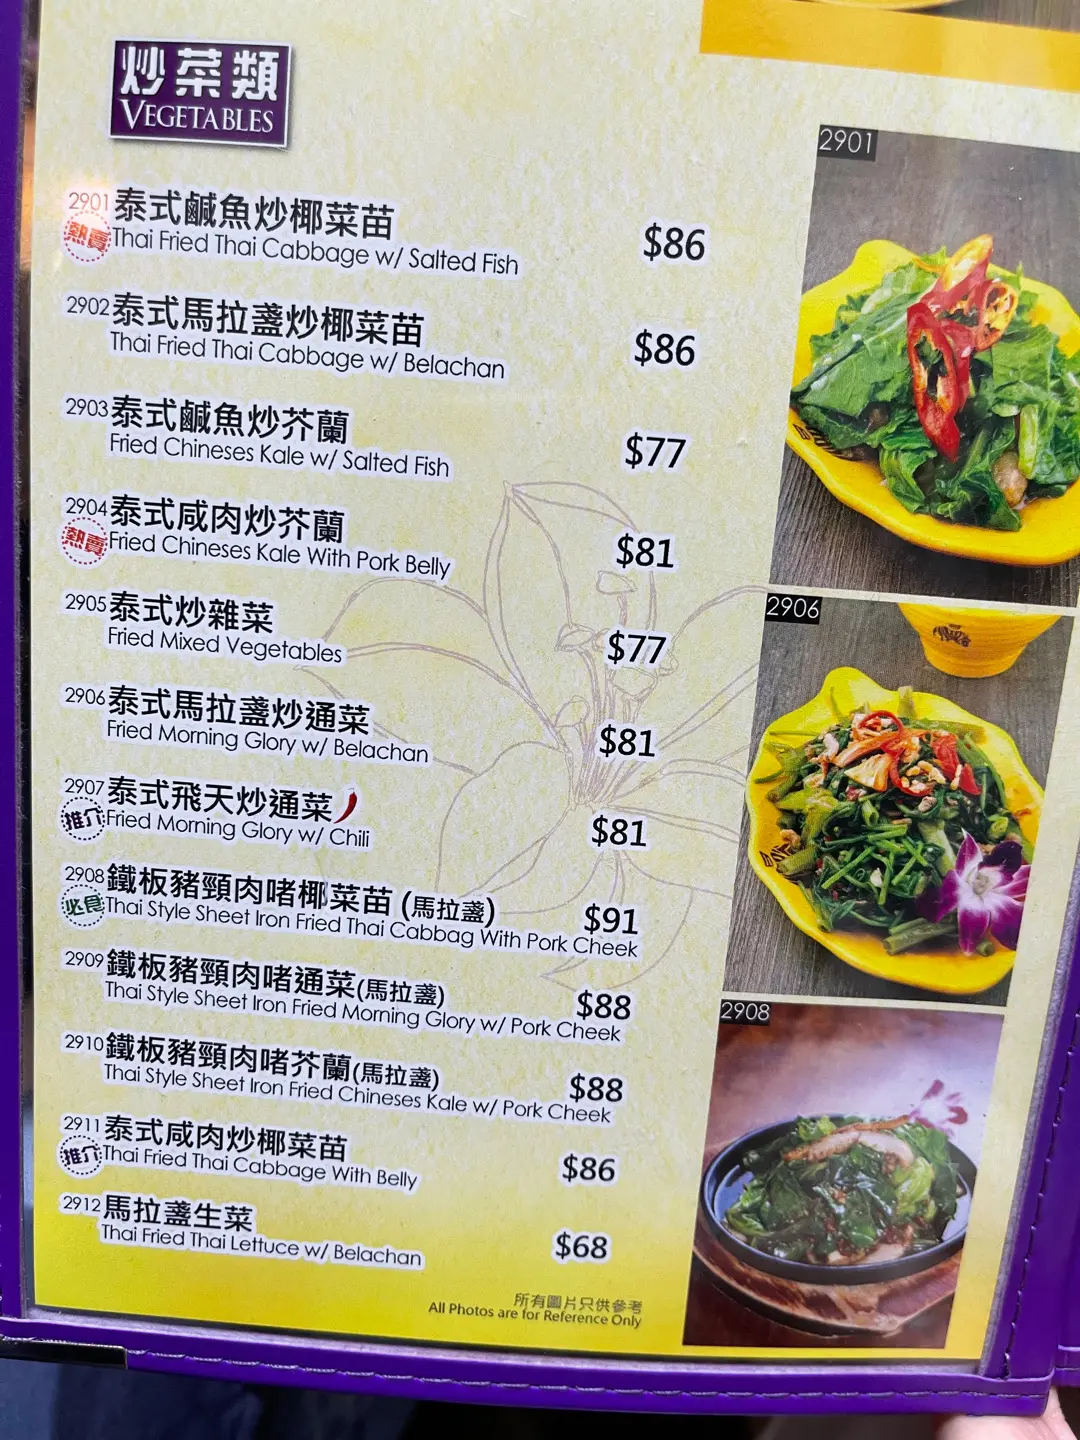 炒菜類
VEGETABLES
2901 泰式鹹魚炒椰菜苗
熱賣 Thai Fried Thai Cabbage w/ Salted Fish
$86
2902 泰式馬拉盞炒椰菜苗
Thai Fried Thai Cabbage w/ Belachan
$86
2903 泰式鹹魚炒芥蘭
Fried Chineses Kale w/ Salted Fish
$77
2904 泰式咸肉炒芥蘭
熱賣 Fried Chineses Kale With Pork Belly
$81
2905 泰式炒雜菜
Fried Mixed Vegetables
$77
2906 泰式馬拉盞炒通菜
Fried Morning Glory w/ Belachan
$81
2907 泰式飛天炒通菜
推介 Fried Morning Glory w/ Chili
$81
2908 鐵板豬頸肉啫椰菜苗 (馬拉盞)
必食 Thai Style Sheet Iron Fried Thai Cabbag With Pork Cheek
$91
2909 鐵板豬頸肉啫通菜(馬拉盞)
Thai Style Sheet Iron Fried Morning Glory w/ Pork Cheek
$88
2910 鐵板豬頸肉啫芥蘭(馬拉盞)
Thai Style Sheet Iron Fried Chineses Kale w/ Pork Cheek
$88
2911 泰式咸肉炒椰菜苗
推介 Thai Fried Thai Cabbage With Belly
$86
2912 馬拉盞生菜
Thai Fried Thai Lettuce w/ Belachan
$68
所有圖片只供參考
All Photos are for Reference Only
2901
2906
2908